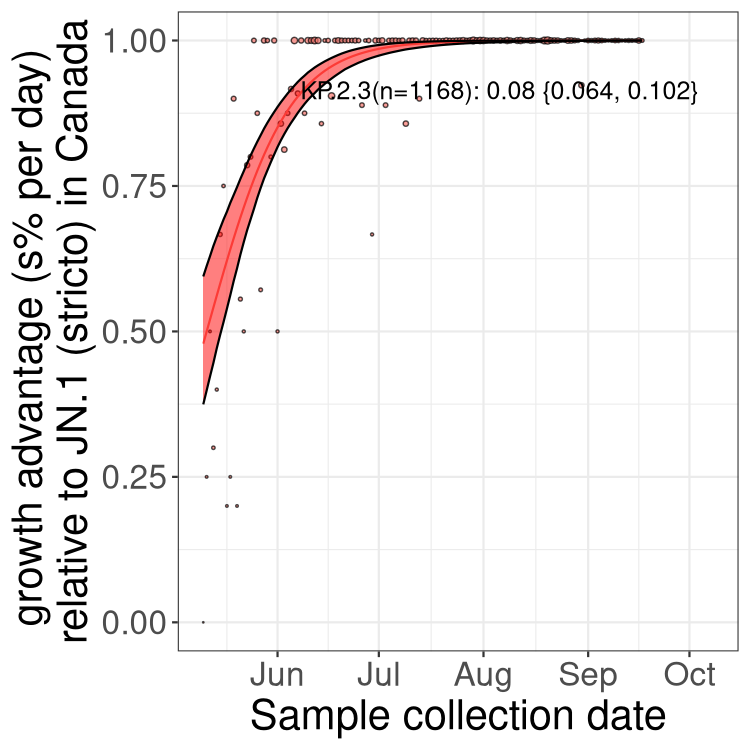 growth advantage (s% per day)
relative to JN.1 (stricto) in Canada
1.00
0.75
0.50
0.25
0.00
KP.2.3(n=1168): 0.08 {0.064, 0.102}
Jun Jul Aug Sep Oct
Sample collection date